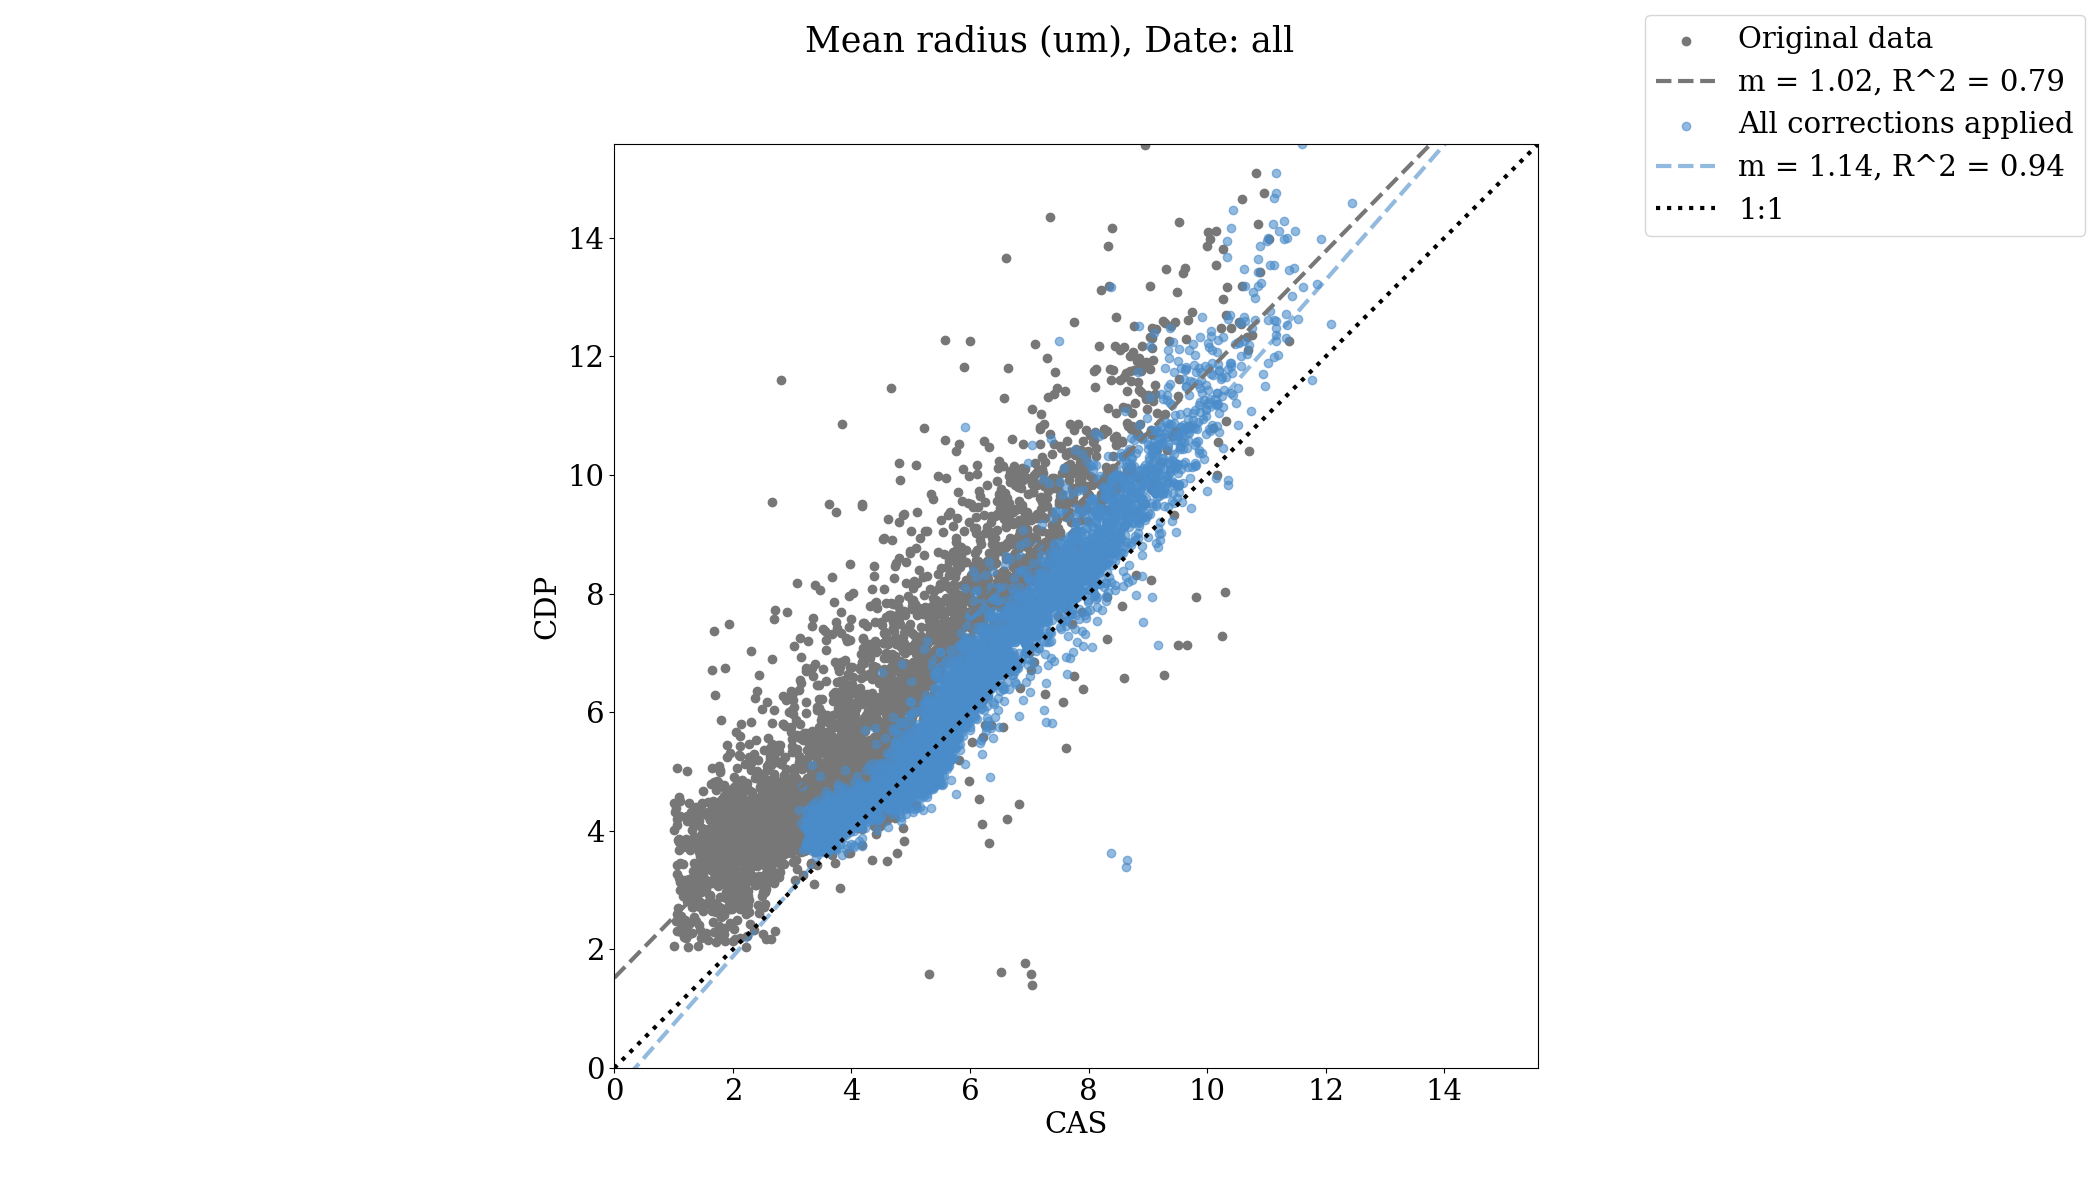 Mean radius (um), Date: all
Original data
m = 1.02, R^2 = 0.79
All corrections applied
m = 1.14, R^2 = 0.94
1:1
14
12
10
8
6
4
2
0
CDP
0 2 4 6 8 10 12 14
CAS